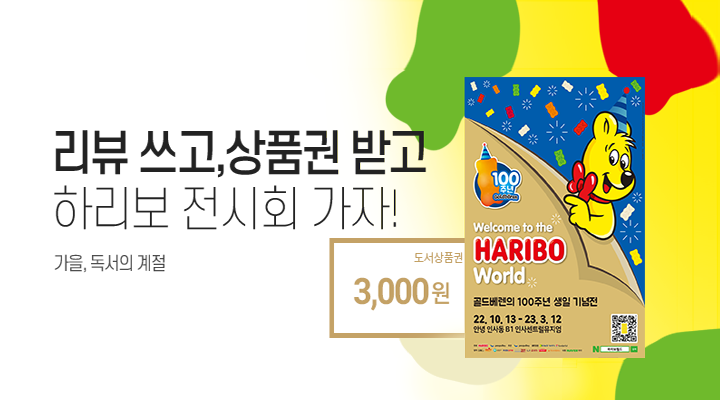 리뷰 쓰고,상품권 받고
하리보 전시회 가자!
가을, 독서의 계절
도서상품권
3,000원
100
주년
Welcome to the
HARIBO
World
골드베렌의 100주년 생일 기념전
22. 10. 13 - 23. 3. 12
안녕 인사동 B1 인사센트럴뮤지엄
N